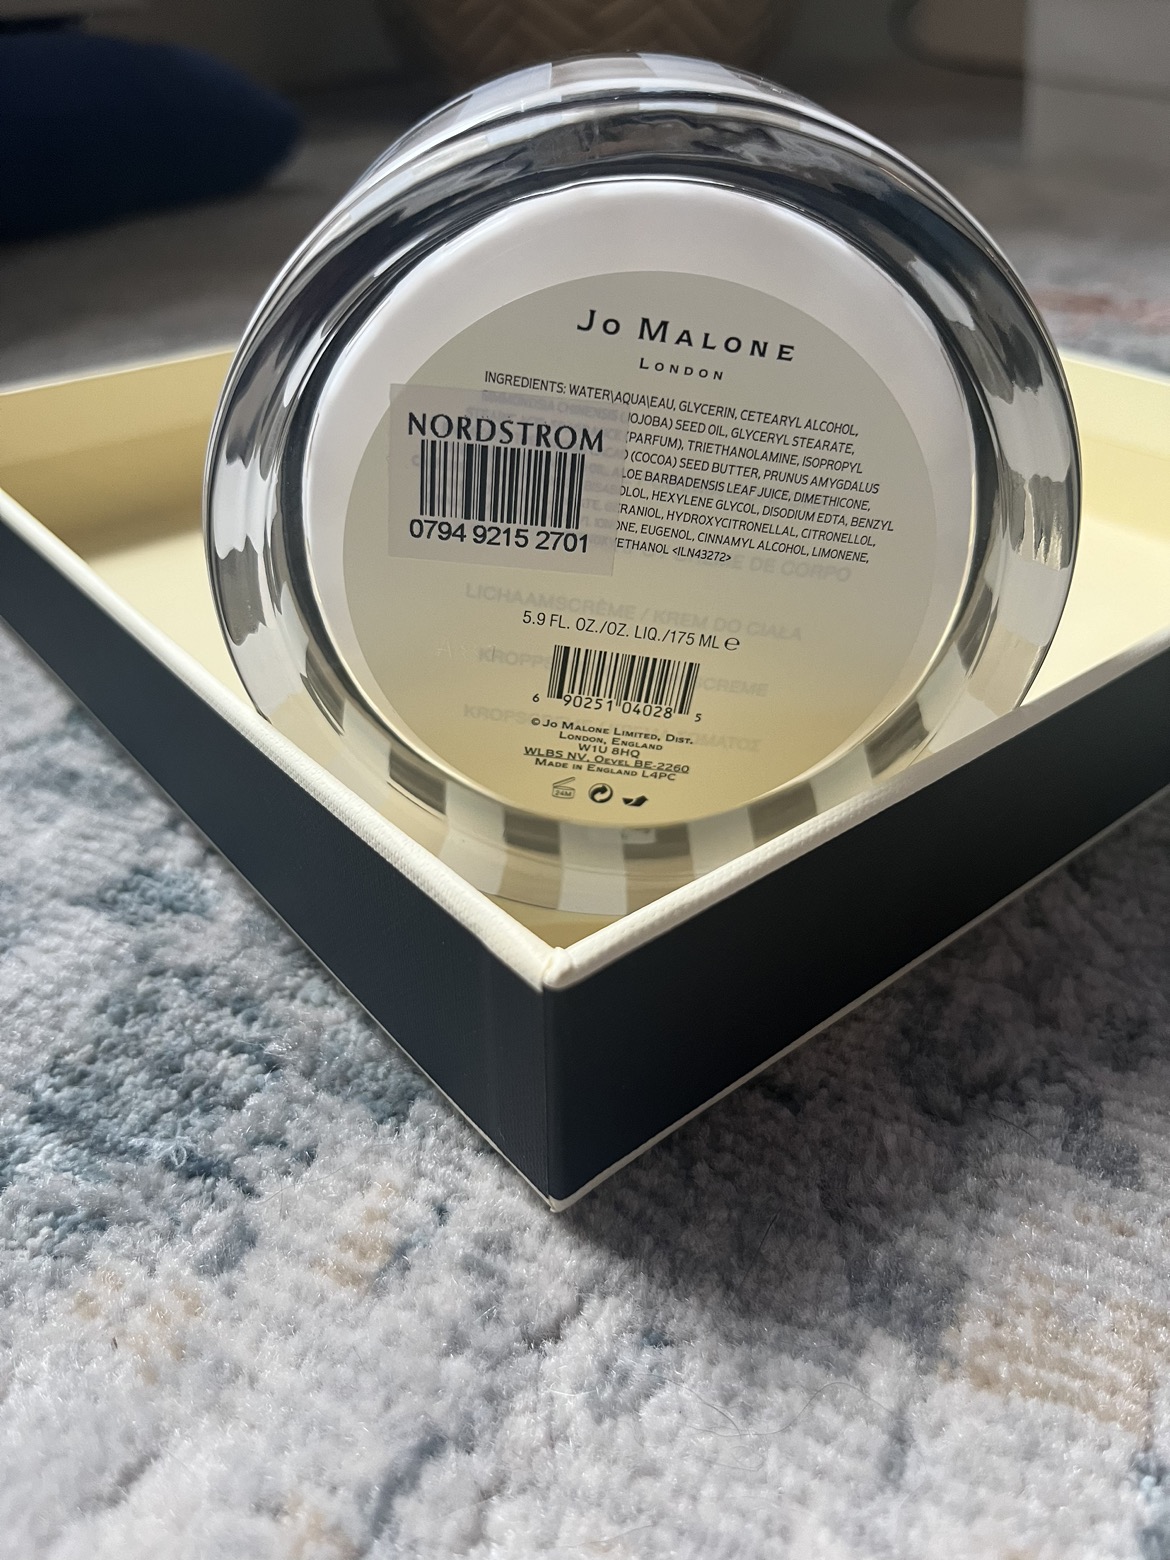 JO MALONE
LONDON
INGREDIENTS: WATER\AQUA\EAU, GLYCERIN, CETEARYL ALCOHOL,
(JOJOBA) SEED OIL, GLYCERYL STEARATE,
(PARFUM), TRIETHANOLAMINE, ISOPROPYL
(COCOA) SEED BUTTER, PRUNUS AMYGDALUS
BARBADENSIS LEAF JUICE, DIMETHICONE,
HEXYLENE GLYCOL, DISODIUM EDTA, BENZYL
HYDROXYCITRONELLAL, CITRONELLOL,
EUGENOL, CINNAMYL ALCOHOL, LIMONENE,
<ILN43272>
NORDSTROM
0794 9215 2701
DE CORPO
LICHAAMSCRÈME / KREM DO CIAŁA
5.9 FL. OZ./OZ. LIQ./175 ML ℮
6 90251 04028 5
© JO MALONE LIMITED, DIST.
LONDON, ENGLAND
W1U 8HQ
WLBS NV, OEVEL BE-2260
MADE IN ENGLAND L4PC
24M